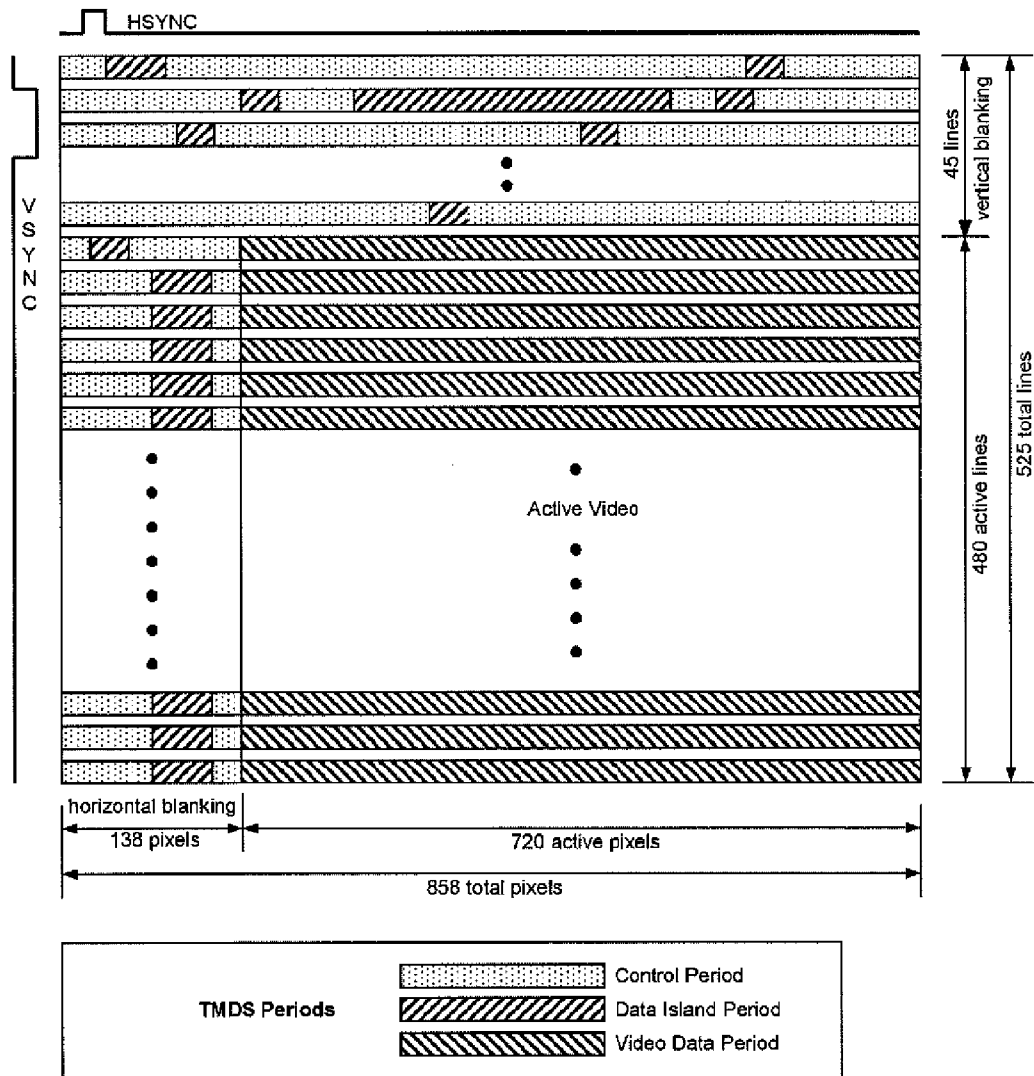 HSYNC
VSYNC
45 lines
vertical blanking
480 active lines
525 total lines
Active Video
horizontal blanking
138 pixels
720 active pixels
858 total pixels
TMDS Periods
Control Period
Data Island Period
Video Data Period